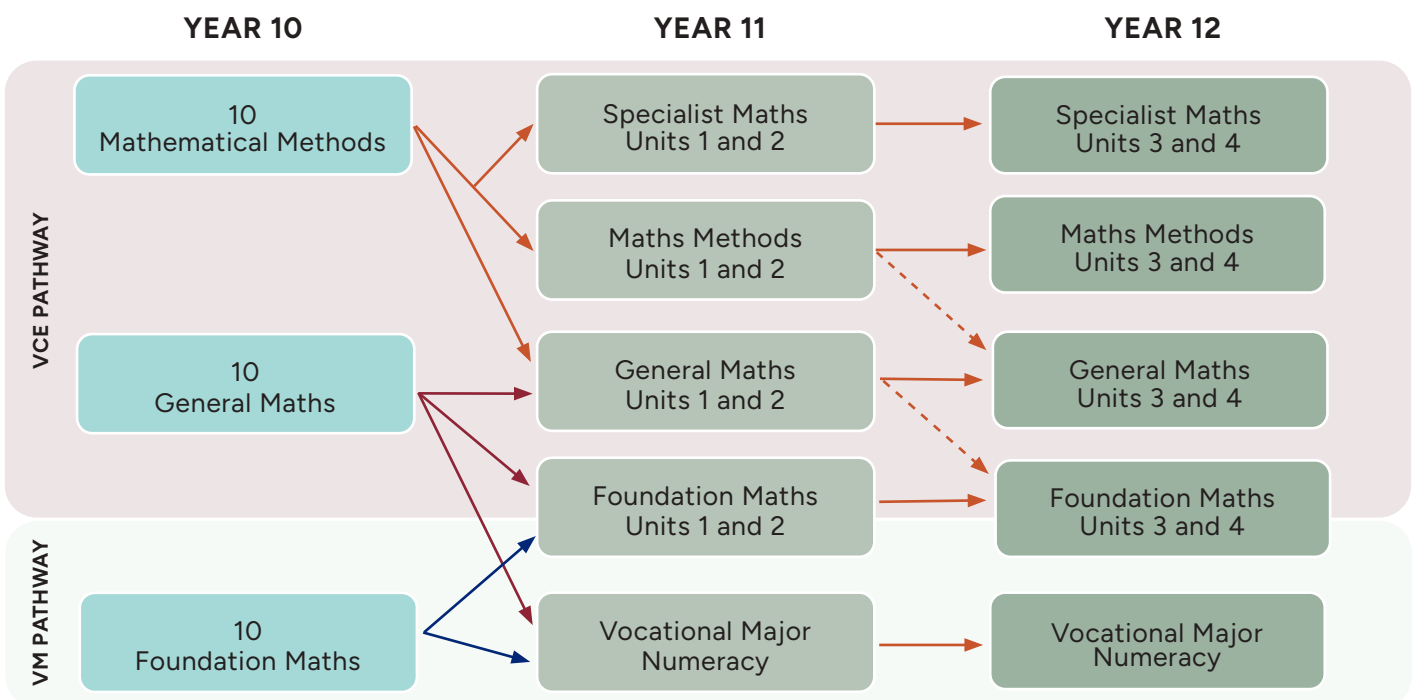 YEAR 10
YEAR 11
YEAR 12
VCE PATHWAY
10
Mathematical Methods
Specialist Maths
Units 1 and 2
Specialist Maths
Units 3 and 4
Maths Methods
Units 1 and 2
Maths Methods
Units 3 and 4
10
General Maths
General Maths
Units 1 and 2
General Maths
Units 3 and 4
Foundation Maths
Units 1 and 2
Foundation Maths
Units 3 and 4
VM PATHWAY
10
Foundation Maths
Vocational Major
Numeracy
Vocational Major
Numeracy